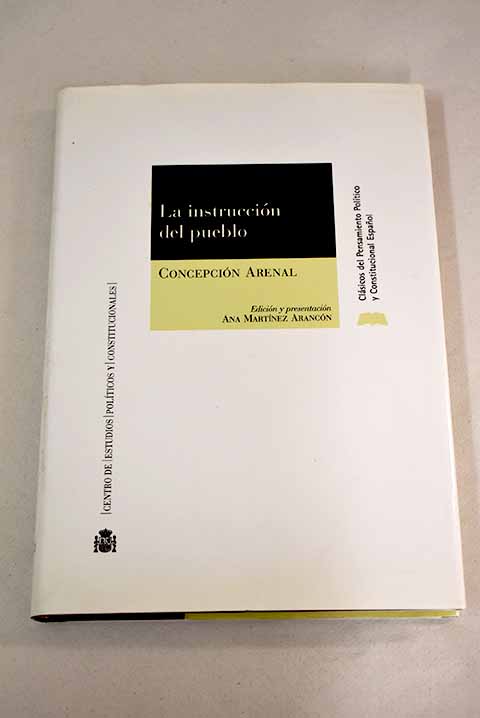 La instrucción
del pueblo
CONCEPCIÓN ARENAL
Edición y presentación
ANA MARTÍNEZ ARANCÓN
Clásicos del Pensamiento Político
y Constitucional Español
|CENTRO DE|ESTUDIOS|POLÍTICOS Y|CONSTITUCIONALES|